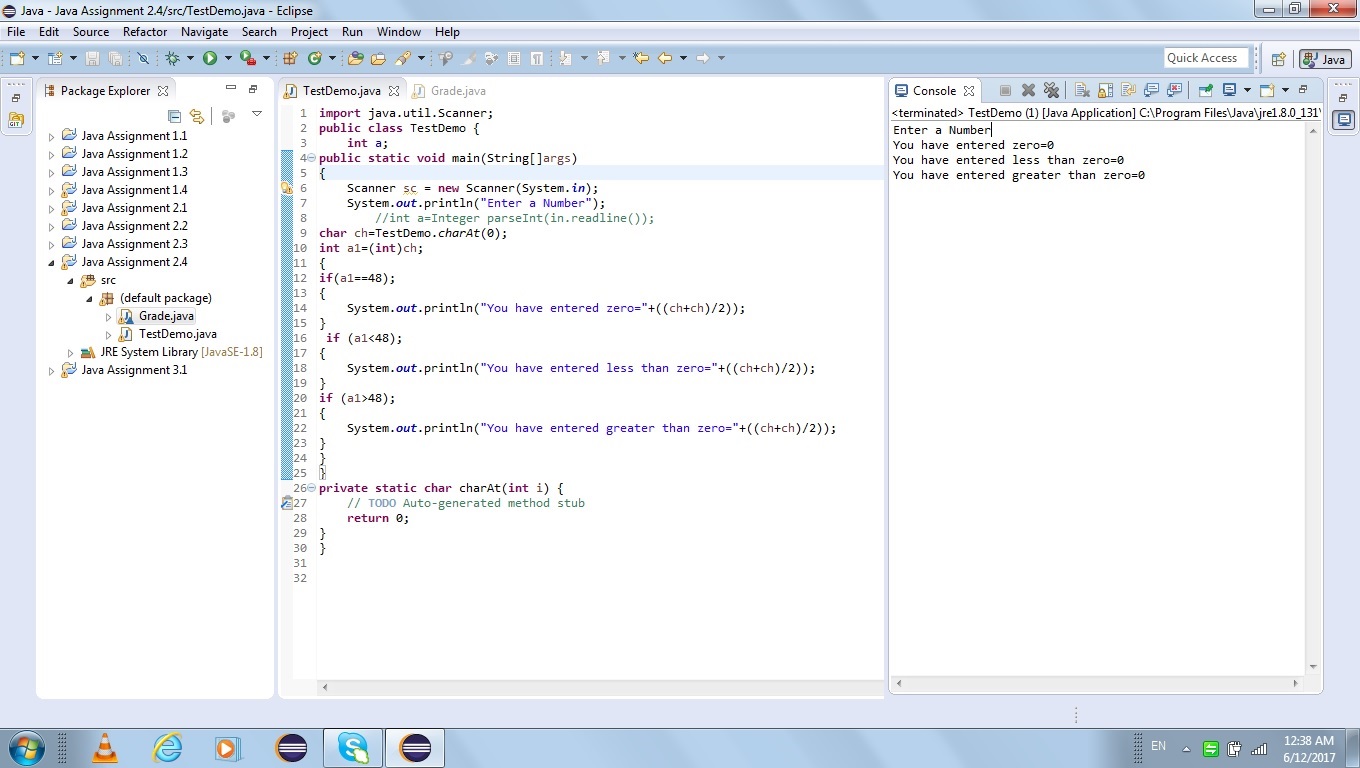 Java - Java Assignment 2.4/src/TestDemo.java - Eclipse
File Edit Source Refactor Navigate Search Project Run Window Help
Quick Access
Java
Package Explorer
Java Assignment 1.1
Java Assignment 1.2
Java Assignment 1.3
Java Assignment 1.4
Java Assignment 2.1
Java Assignment 2.2
Java Assignment 2.3
Java Assignment 2.4
src
(default package)
Grade.java
TestDemo.java
JRE System Library [JavaSE-1.8]
Java Assignment 3.1
TestDemo.java Grade.java
1 import java.util.Scanner;
2 public class TestDemo {
3 int a;
4 public static void main(String[]args)
5 {
6 Scanner sc = new Scanner(System.in);
7 System.out.println("Enter a Number");
8 //int a=Integer parseInt(in.readline());
9 char ch=TestDemo.charAt(0);
10 int a1=(int)ch;
11 {
12 if(a1==48);
13 {
14 System.out.println("You have entered zero="+((ch+ch)/2));
15 }
16 if (a1<48);
17 {
18 System.out.println("You have entered less than zero="+((ch+ch)/2));
19 }
20 if (a1>48);
21 {
22 System.out.println("You have entered greater than zero="+((ch+ch)/2));
23 }
24 }
25 }
26 private static char charAt(int i) {
27 // TODO Auto-generated method stub
28 return 0;
29 }
30 }
31
32
Console
<terminated> TestDemo (1) [Java Application] C:\Program Files\Java\jre1.8.0_131\
Enter a Number
You have entered zero=0
You have entered less than zero=0
You have entered greater than zero=0
EN
12:38 AM
6/12/2017